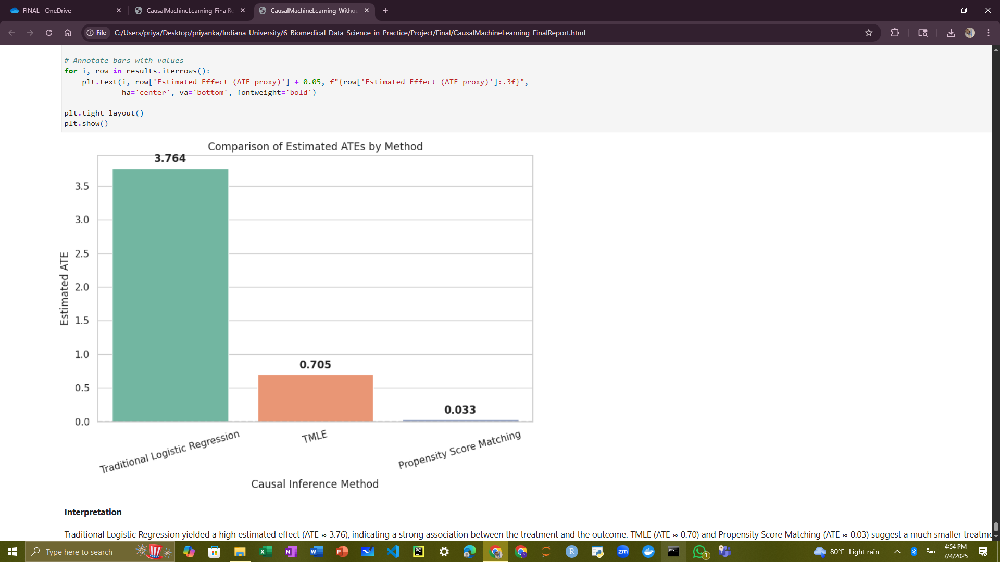 FINAL - OneDrive
CausalMachineLearning_FinalRe
CausalMachineLearning_Withou
File
C:/Users/priya/Desktop/priyanka/Indiana_University/6_Biomedical_Data_Science_in_Practice/Project/Final/CausalMachineLearning_FinalReport.html
# Annotate bars with values
for i, row in results.iterrows():
    plt.text(i, row['Estimated Effect (ATE proxy)'] + 0.05, f"{row['Estimated Effect (ATE proxy)']:.3f}",
             ha='center', va='bottom', fontweight='bold')
plt.tight_layout()
plt.show()
Comparison of Estimated ATEs by Method
3.764
3.5
3.0
2.5
2.0
1.5
1.0
0.5
0.0
Estimated ATE
0.705
0.033
Traditional Logistic Regression
TMLE
Propensity Score Matching
Causal Inference Method
Interpretation
Traditional Logistic Regression yielded a high estimated effect (ATE ≈ 3.76), indicating a strong association between the treatment and the outcome. TMLE (ATE ≈ 0.70) and Propensity Score Matching (ATE ≈ 0.03) suggest a much smaller treatme
Type here to search
80°F Light rain
4:54 PM
7/4/2025